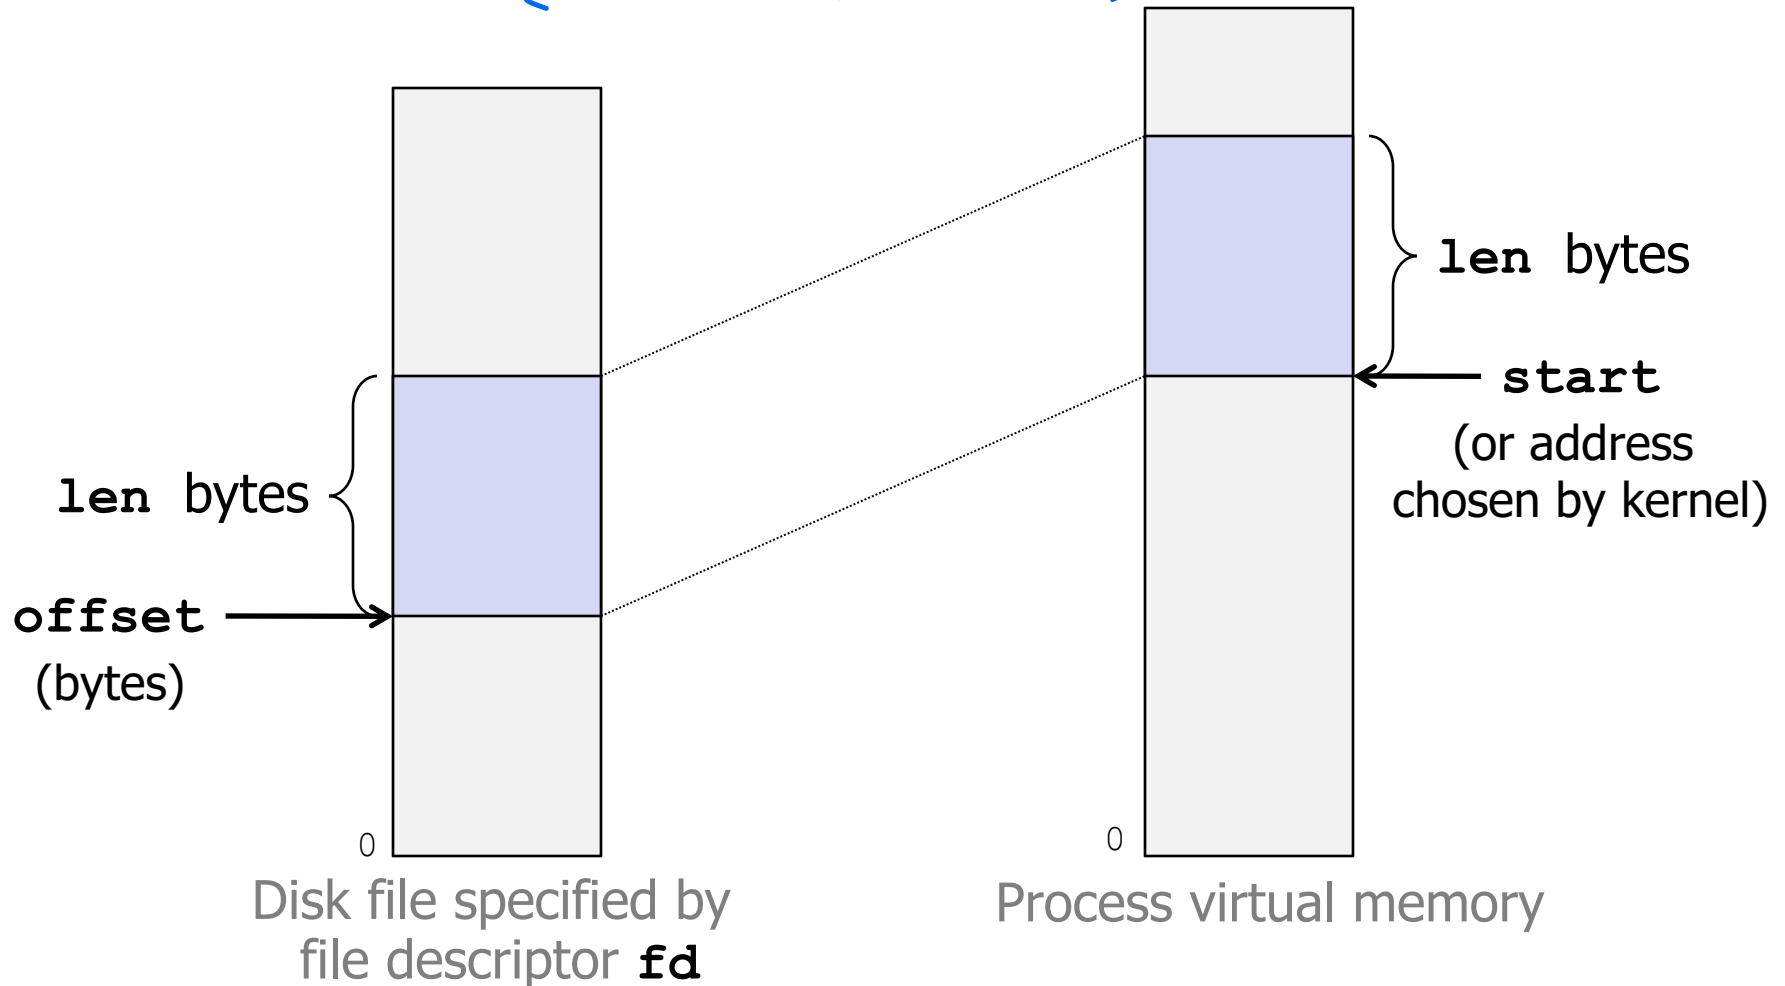 len bytes
start
(or address
chosen by kernel)
len bytes
offset
(bytes)
0
0
Disk file specified by
file descriptor fd
Process virtual memory